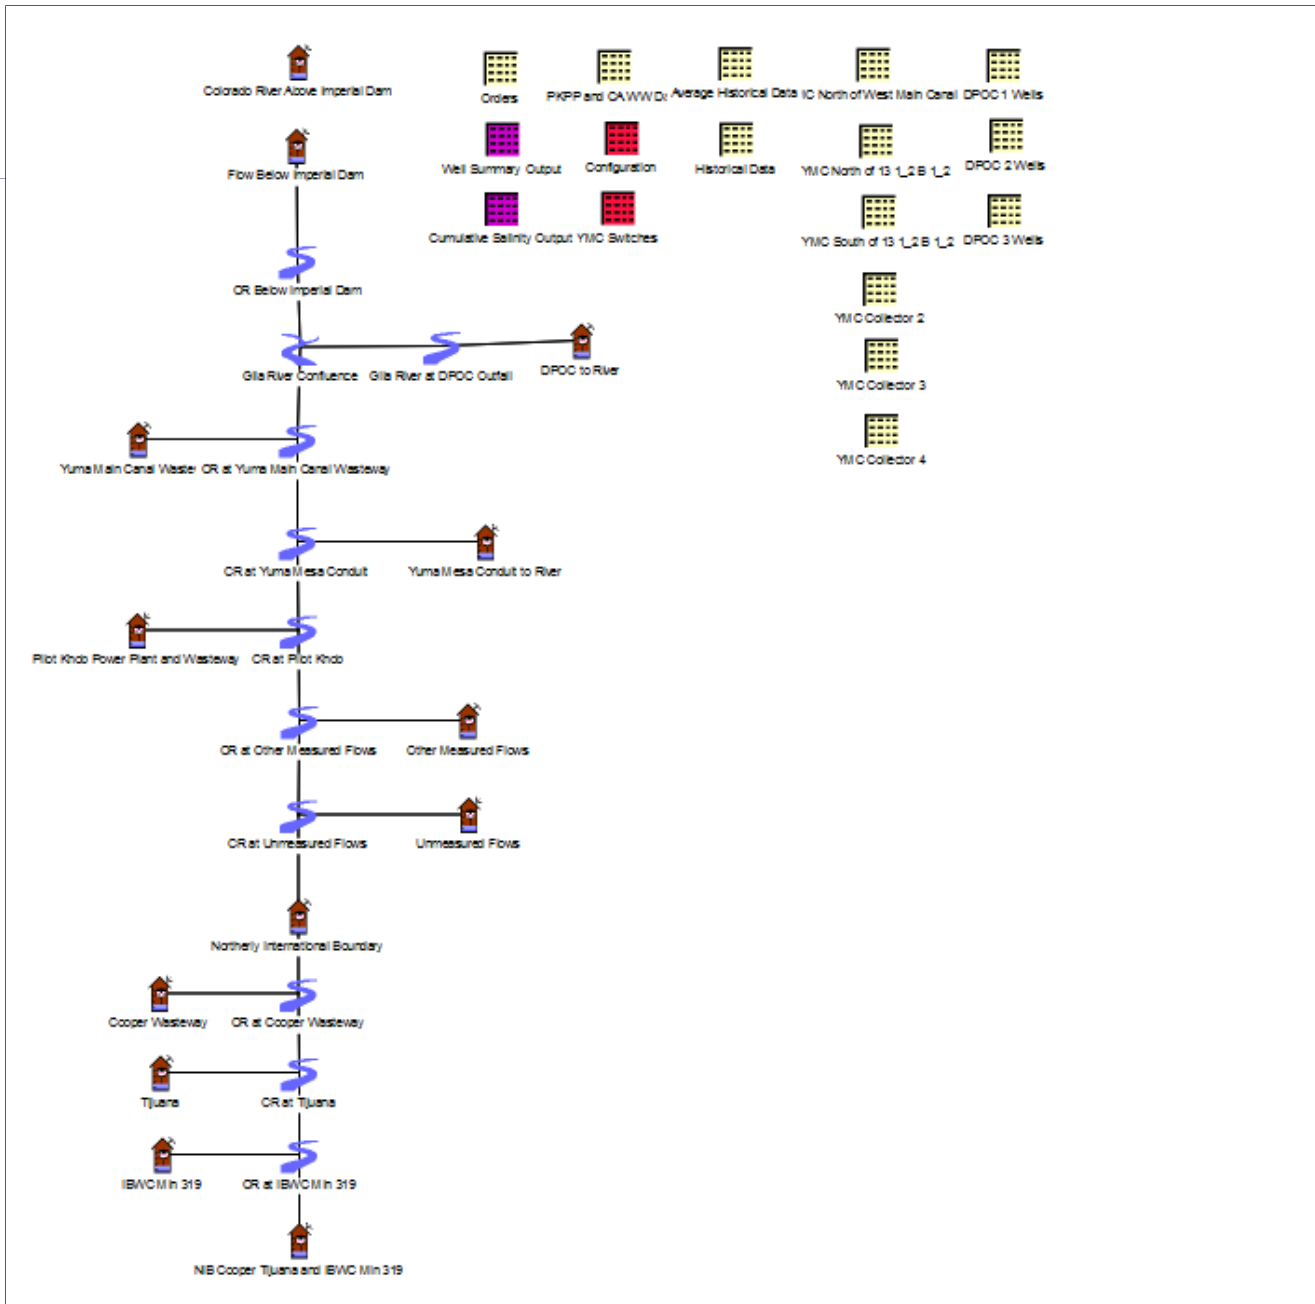 Colorado River Above Imperial Dam
Orders
PKPP and CA WW Da
Average Historical Data
IC North of West Main Canal
DPOC 1 Wells
Flow Below Imperial Dam
Well Summary Output
Configuration
Historical Data
YMC North of 13 1_2 B 1_2
DPOC 2 Wells
Cumulative Salinity Output
YMC Switches
YMC South of 13 1_2 B 1_2
DPOC 3 Wells
CR Below Imperial Dam
YMC Collector 2
Gila River Confluence
Gila River at DPOC Outfall
DPOC to River
YMC Collector 3
Yuma Main Canal Waste
CR at Yuma Main Canal Wasteway
YMC Collector 4
CR at Yuma Mesa Conduit
Yuma Mesa Conduit to River
Pilot Knob Power Plant and Wasteway
CR at Pilot Knob
CR at Other Measured Flows
Other Measured Flows
CR at Unmeasured Flows
Unmeasured Flows
Northerly International Boundary
Cooper Wasteway
CR at Cooper Wasteway
Tijuana
CR at Tijuana
IBWC Min 319
CR at IBWC Min 319
NIB Cooper Tijuana and IBWC Min 319